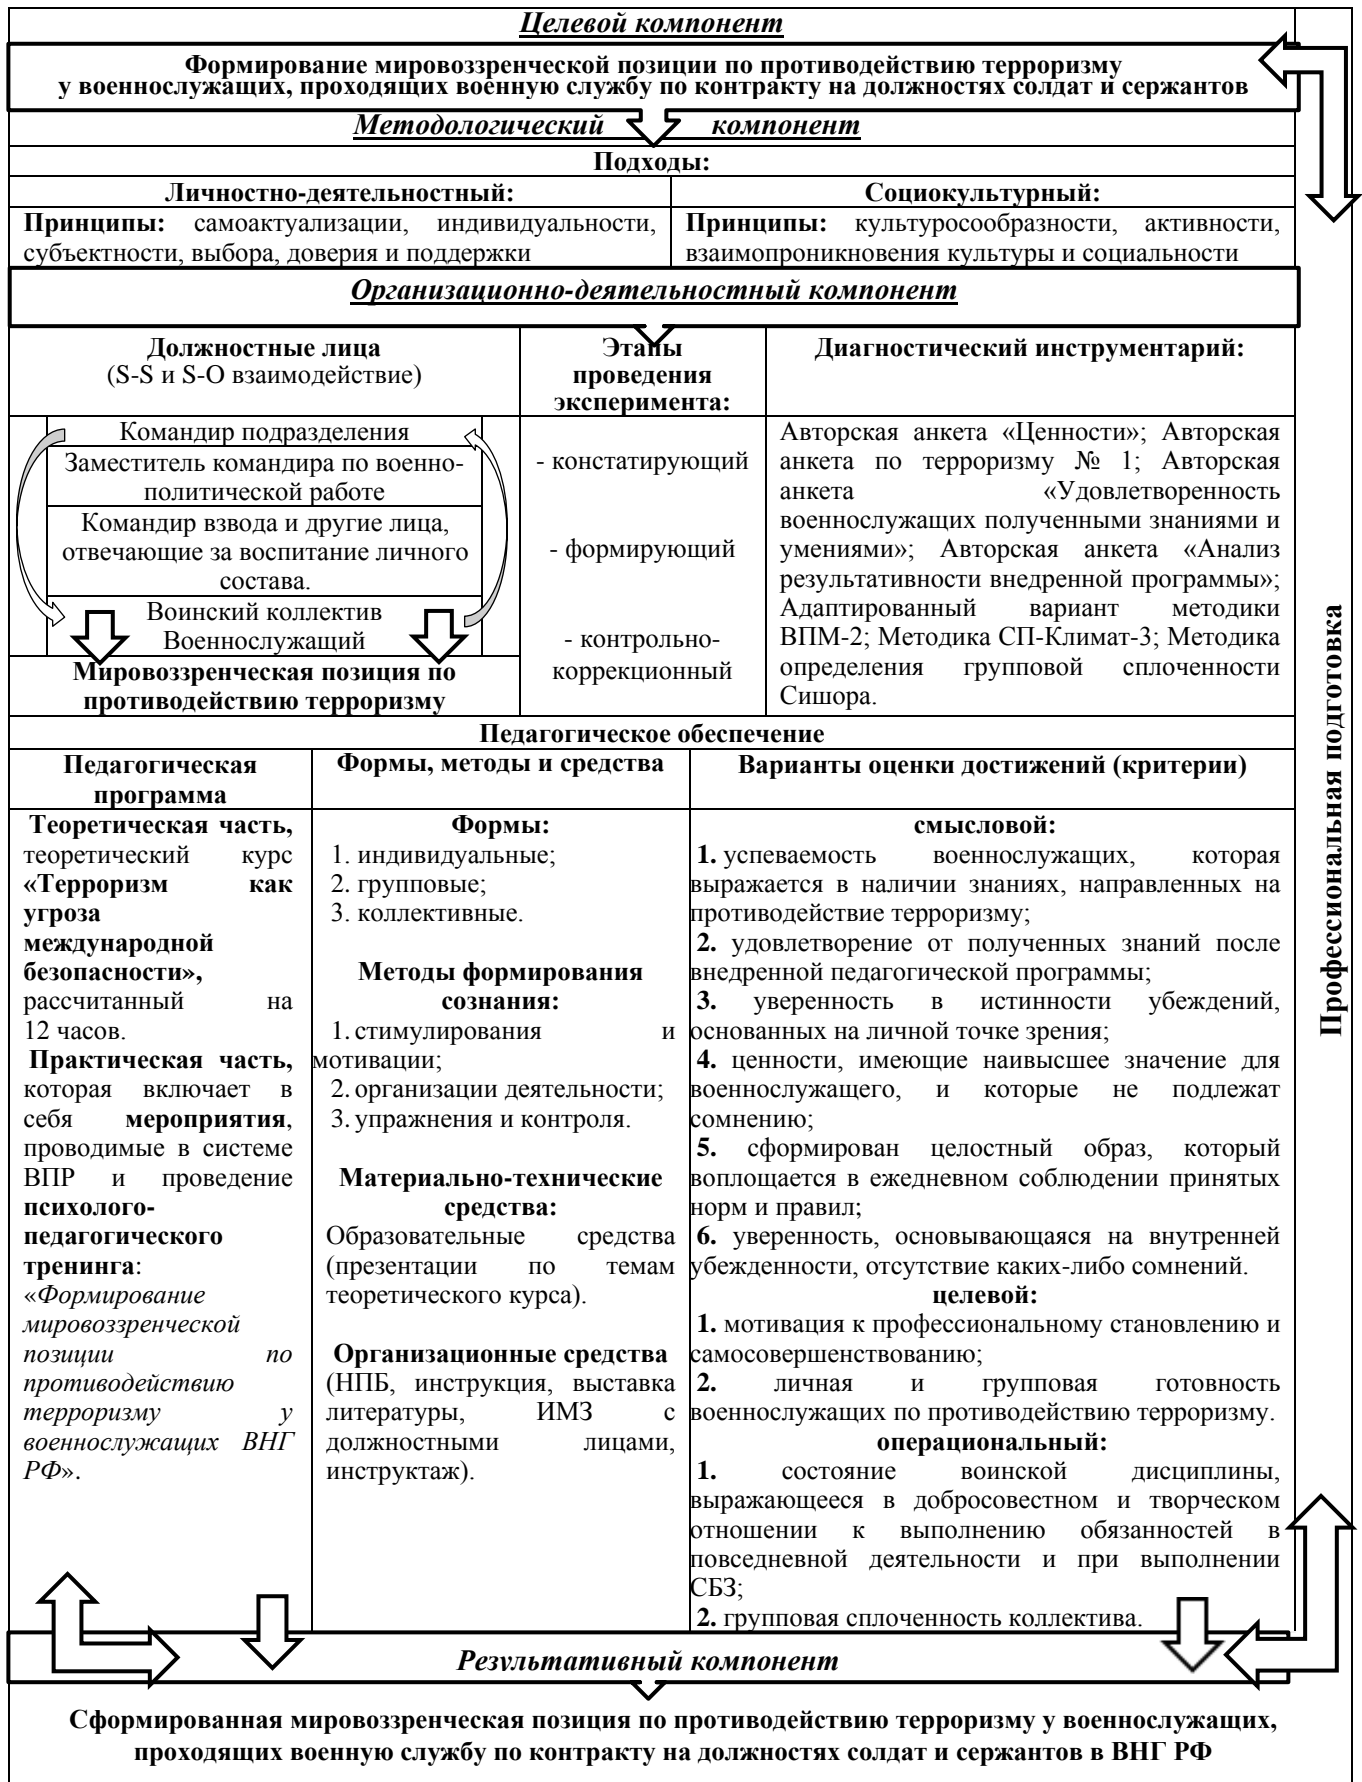 Целевой компонент
Формирование мировоззренческой позиции по противодействию терроризму
у военнослужащих, проходящих военную службу по контракту на должностях солдат и сержантов
Методологический компонент
Подходы:
Личностно-деятельностный:
Принципы: самоактуализации, индивидуальности,
субъектности, выбора, доверия и поддержки
Социокультурный:
Принципы: культуросообразности, активности,
взаимопроникновения культуры и социальности
Организационно-деятельностный компонент
Должностные лица
(S-S и S-O взаимодействие)
Командир подразделения
Заместитель командира по военно-
политической работе
Командир взвода и другие лица,
отвечающие за воспитание личного
состава.
Воинский коллектив
Военнослужащий
Мировоззренческая позиция по
противодействию терроризму
Этапы
проведения
эксперимента:
- констатирующий
- формирующий
- контрольно-
коррекционный
Диагностический инструментарий:
Авторская анкета «Ценности»; Авторская
анкета по терроризму № 1; Авторская
анкета «Удовлетворенность
военнослужащих полученными знаниями и
умениями»; Авторская анкета «Анализ
результативности внедренной программы»;
Адаптированный вариант методики
ВПМ-2; Методика СП-Климат-3; Методика
определения групповой сплоченности
Сишора.
Педагогическое обеспечение
Педагогическая
программа
Теоретическая часть,
теоретический курс
«Терроризм как
угроза
международной
безопасности»,
рассчитанный на
12 часов.
Практическая часть,
которая включает в
себя мероприятия,
проводимые в системе
ВПР и проведение
психолого-
педагогического
тренинга:
«Формирование
мировоззренческой
позиции по
противодействию
терроризму у
военнослужащих ВНГ
РФ».
Формы, методы и средства
Формы:
1. индивидуальные;
2. групповые;
3. коллективные.
Методы формирования
сознания:
1. стимулирования и
мотивации;
2. организации деятельности;
3. упражнения и контроля.
Материально-технические
средства:
Образовательные средства
(презентации по темам
теоретического курса).
Организационные средства
(НПБ, инструкция, выставка
литературы, ИМЗ с
должностными лицами,
инструктаж).
Варианты оценки достижений (критерии)
смысловой:
1. успеваемость военнослужащих, которая
выражается в наличии знаниях, направленных на
противодействие терроризму;
2. удовлетворение от полученных знаний после
внедренной педагогической программы;
3. уверенность в истинности убеждений,
основанных на личной точке зрения;
4. ценности, имеющие наивысшее значение для
военнослужащего, и которые не подлежат
сомнению;
5. сформирован целостный образ, который
воплощается в ежедневном соблюдении принятых
норм и правил;
6. уверенность, основывающаяся на внутренней
убежденности, отсутствие каких-либо сомнений.
целевой:
1. мотивация к профессиональному становлению и
самосовершенствованию;
2. личная и групповая готовность
военнослужащих по противодействию терроризму.
операциональный:
1. состояние воинской дисциплины,
выражающееся в добросовестном и творческом
отношении к выполнению обязанностей в
повседневной деятельности и при выполнении
СБЗ;
2. групповая сплоченность коллектива.
Профессиональная подготовка
Результативный компонент
Сформированная мировоззренческая позиция по противодействию терроризму у военнослужащих,
проходящих военную службу по контракту на должностях солдат и сержантов в ВНГ РФ